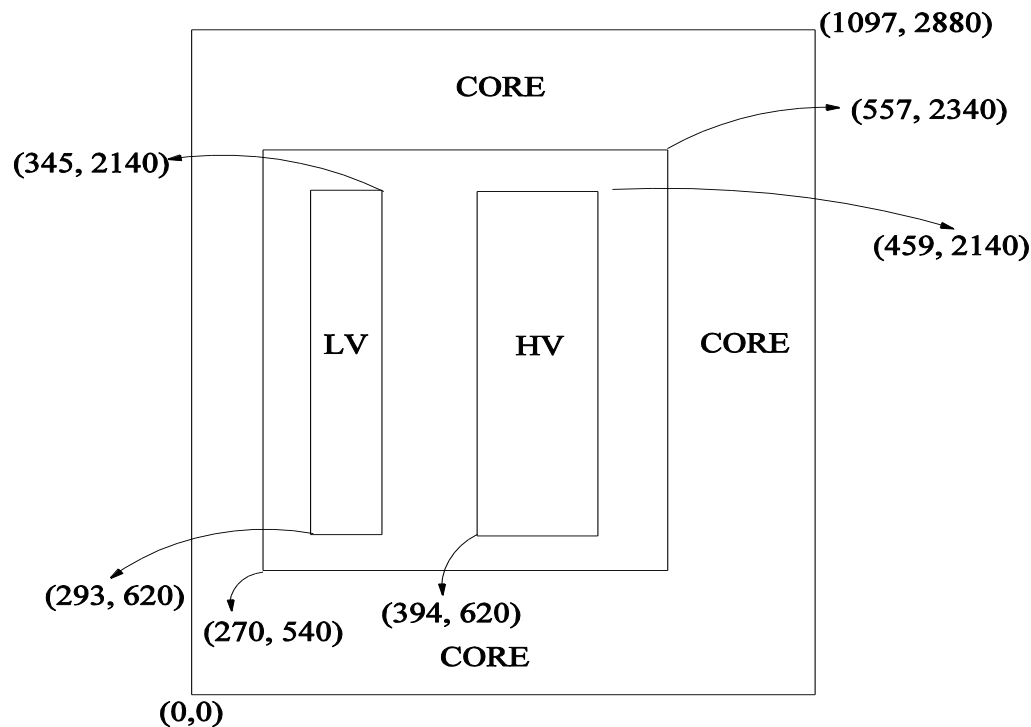 (1097, 2880)
CORE
(557, 2340)
(345, 2140)
(459, 2140)
LV
HV
CORE
(293, 620)
(394, 620)
(270, 540)
CORE
(0,0)